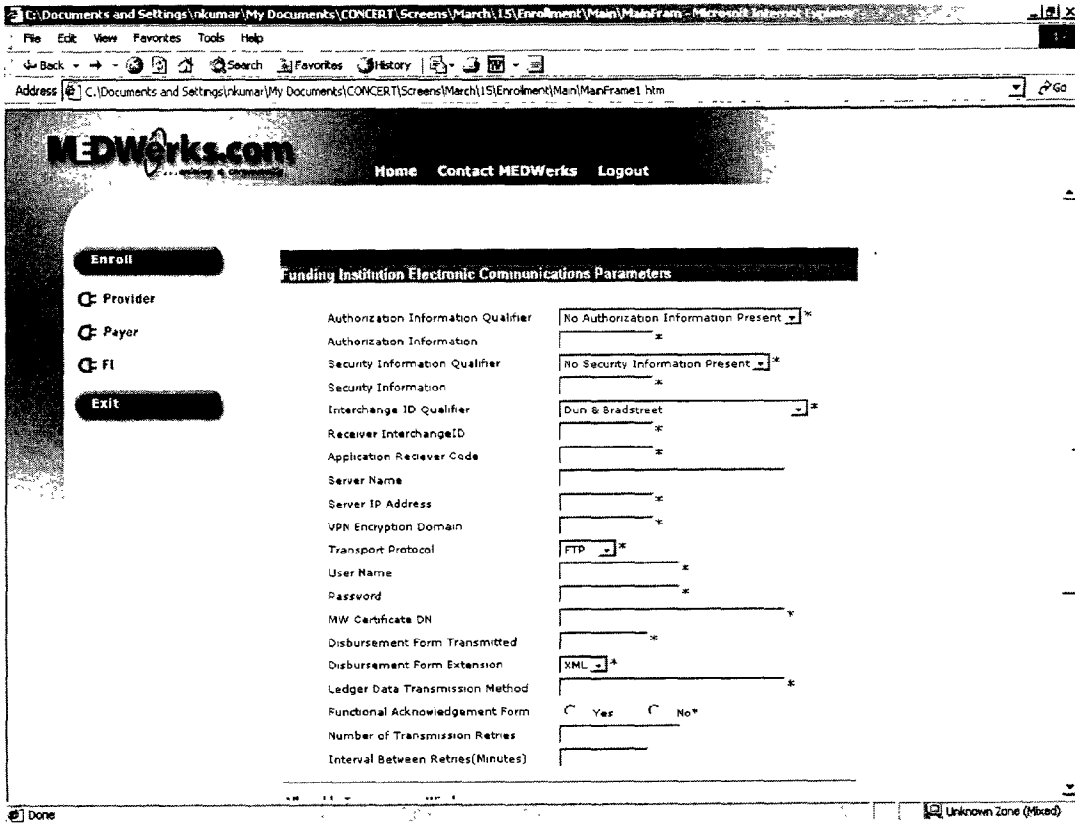 C:\Documents and Settings\nkumar\My Documents\CONCERT\Screens\March\15\Enrollment\Main\MainFram - Microsoft Internet
File Edit View Favorites Tools Help
Back Search Favorites History
Address C:\Documents and Settings\nkumar\My Documents\CONCERT\Screens\March\15\Enrolment\Main\MainFrame1 htm Go
MEDWerks.com
Home Contact MEDWerks Logout
Enroll
Provider
Payer
FI
Exit
Funding Institution Electronic Communications Parameters
Authorization Information Qualifier No Authorization Information Present *
Authorization Information *
Security Information Qualifier No Security Information Present *
Security Information *
Interchange ID Qualifier Dun & Bradstreet *
Receiver InterchangeID *
Application Reciever Code *
Server Name
Server IP Address *
VPN Encryption Domain *
Transport Protocol FTP *
User Name *
Password *
MW Certificate DN *
Disbursement Form Transmitted *
Disbursement Form Extension XML *
Ledger Data Transmission Method *
Functional Acknowledgement Form Yes No*
Number of Transmission Retries
Interval Between Retries(Minutes)
Done Unknown Zone (Mixed)